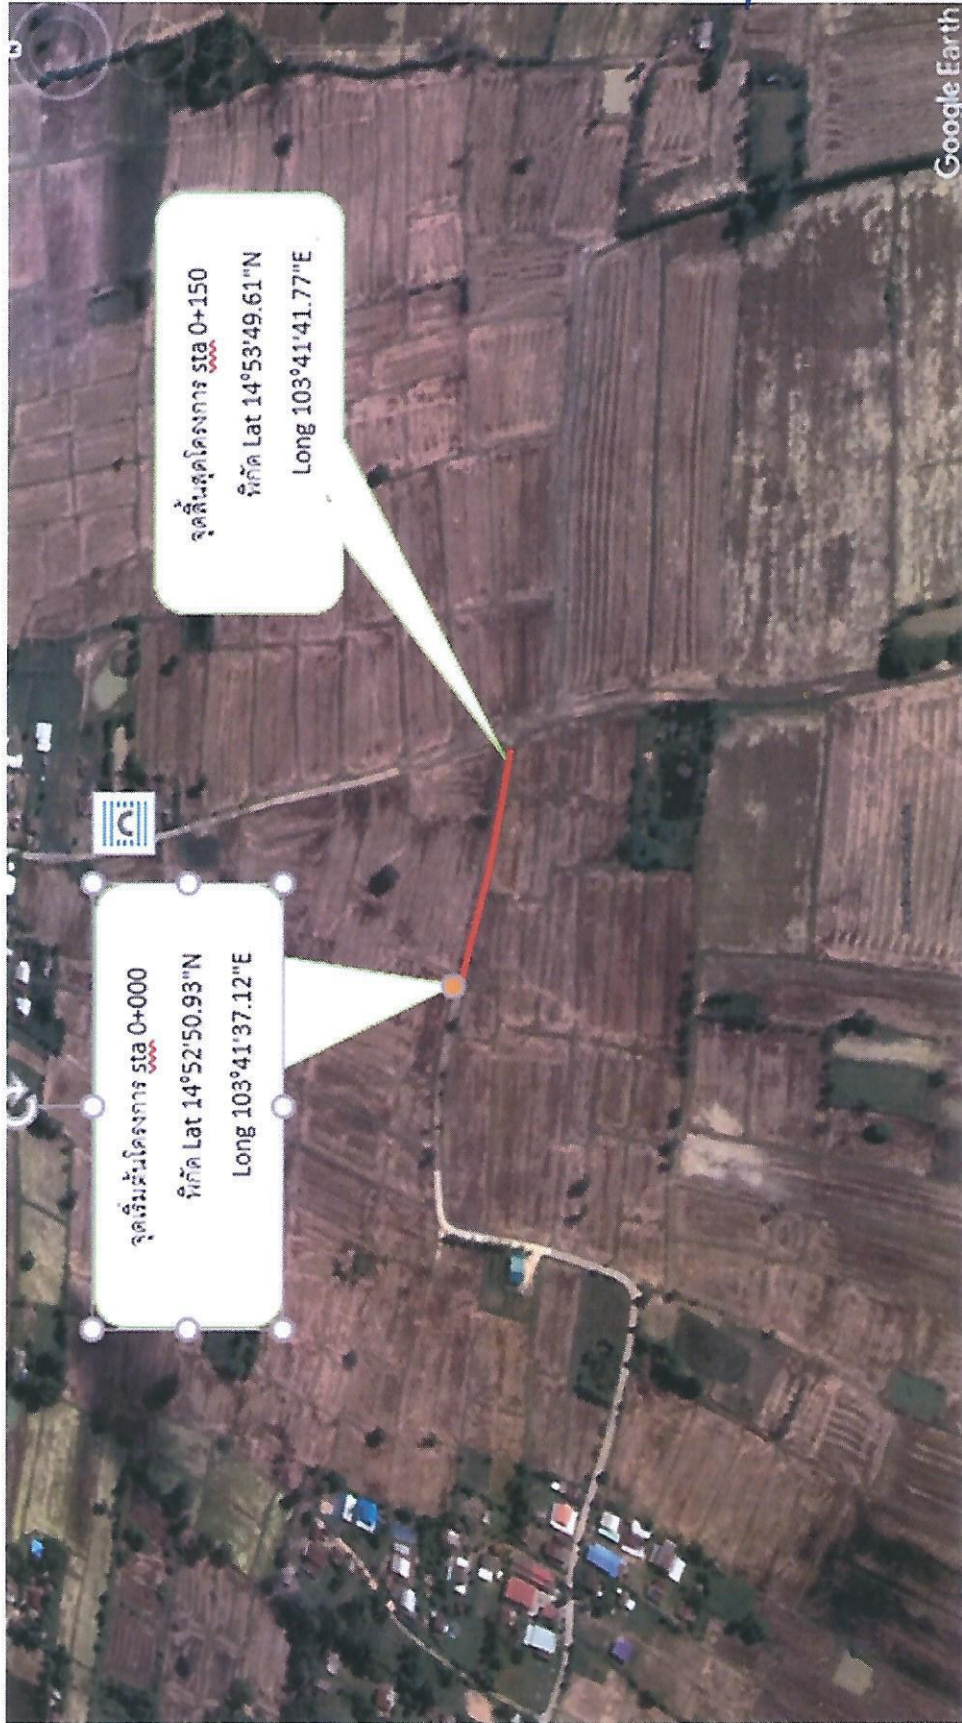 จุดเริ่มต้นโครงการ sta 0+000
พิกัด Lat 14°52'50.93"N
Long 103°41'37.12"E
จุดสิ้นสุดโครงการ sta 0+150
พิกัด Lat 14°53'49.61"N
Long 103°41'41.77"E
N
Google Earth